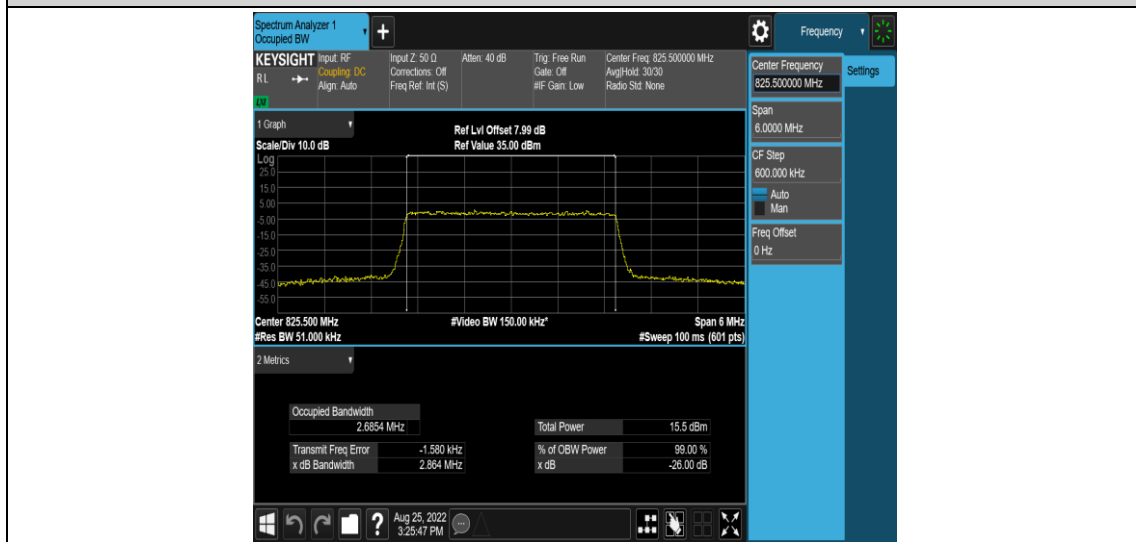 Spectrum Analyzer 1
Occupied BW
+
Frequency
KEYSIGHT Input: RF
Coupling: DC
Align: Auto
RL
LXI
Input Z: 50 Ω
Corrections: Off
Freq Ref: Int (S)
Atten: 40 dB
Trig: Free Run
Gate: Off
#IF Gain: Low
Center Freq: 825.500000 MHz
Avg|Hold: 30/30
Radio Std: None
Center Frequency
825.500000 MHz
Settings
Span
6.0000 MHz
CF Step
600.000 kHz
Auto
Man
Freq Offset
0 Hz
1 Graph
Scale/Div 10.0 dB
Ref Lvl Offset 7.99 dB
Ref Value 35.00 dBm
Log
25.0
15.0
5.00
-5.00
-15.0
-25.0
-35.0
-45.0
-55.0
Center 825.500 MHz
#Video BW 150.00 kHz*
Span 6 MHz
#Res BW 51.000 kHz
#Sweep 100 ms (601 pts)
2 Metrics
Occupied Bandwidth
2.6854 MHz
Total Power 15.5 dBm
Transmit Freq Error -1.580 kHz
% of OBW Power 99.00 %
x dB Bandwidth 2.864 MHz
x dB -26.00 dB
?
Aug 25, 2022
3:25:47 PM